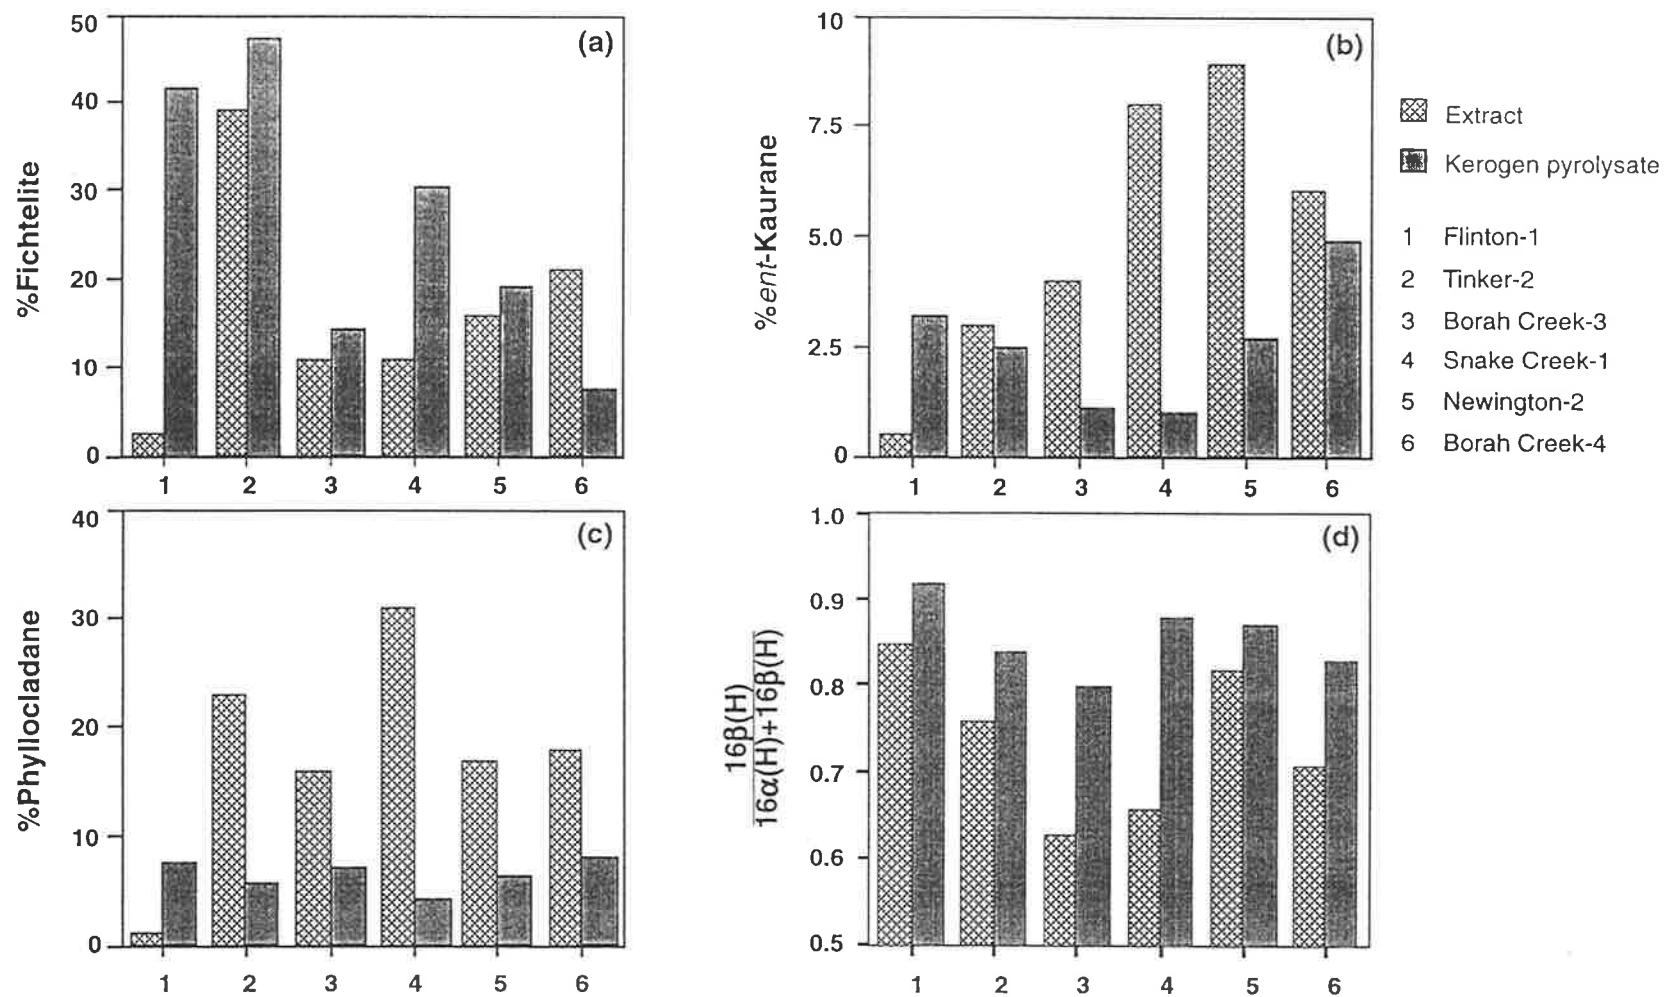 (a)
%Fichtelite
50
40
30
20
10
0
1 2 3 4 5 6
(b)
%ent-Kaurane
10
7.5
5.0
2.5
0
1 2 3 4 5 6
Extract
Kerogen pyrolysate
1 Flinton-1
2 Tinker-2
3 Borah Creek-3
4 Snake Creek-1
5 Newington-2
6 Borah Creek-4
(c)
%Phyllocladane
40
30
20
10
0
1 2 3 4 5 6
(d)
16β(H)
16α(H)+16β(H)
1.0
0.9
0.8
0.7
0.6
0.5
1 2 3 4 5 6